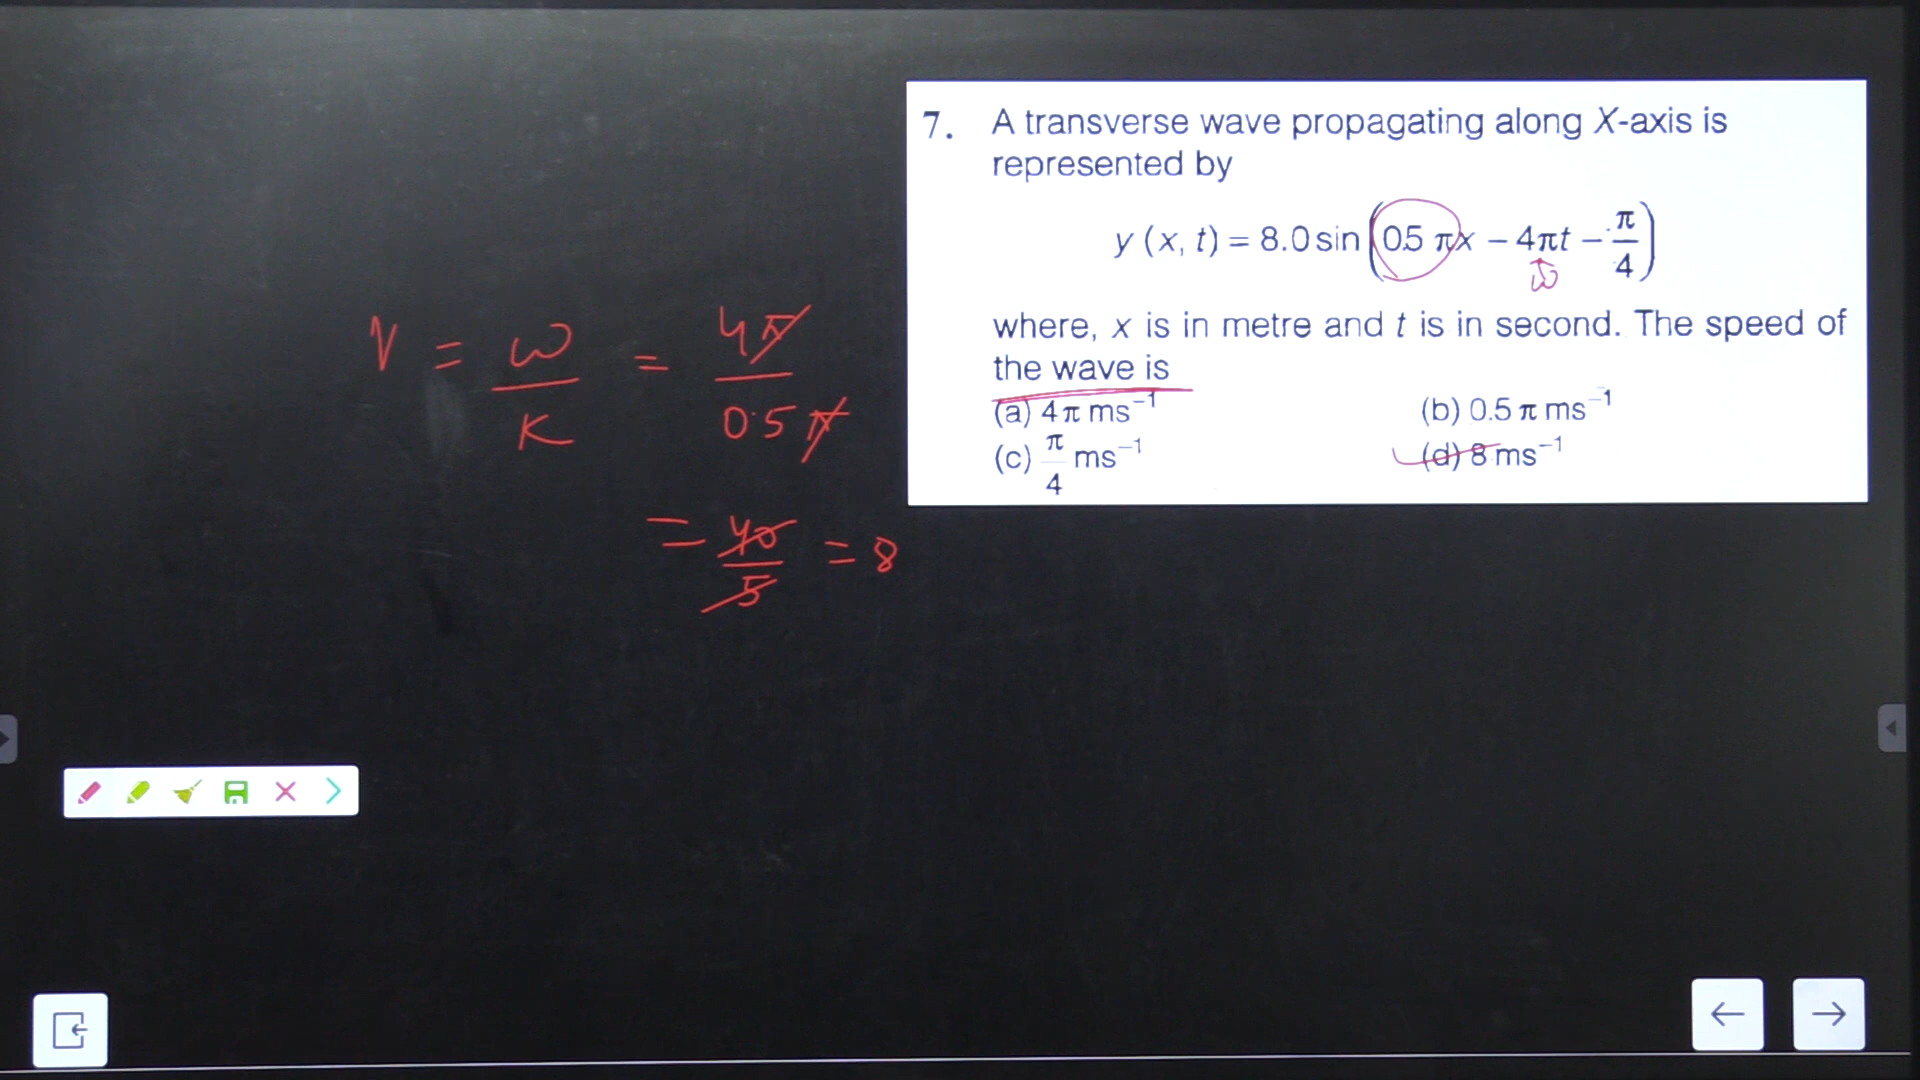 7. A transverse wave propagating along X-axis is
represented by
y (x, t) = 8.0 sin (0.5 πx − 4πt − π/4)
ω
where, x is in metre and t is in second. The speed of
the wave is
(a) 4π ms⁻¹ (b) 0.5 π ms⁻¹
(c) π/4 ms⁻¹ (d) 8 ms⁻¹
V = ω/K = 4π/0.5π
= 40/5 = 8